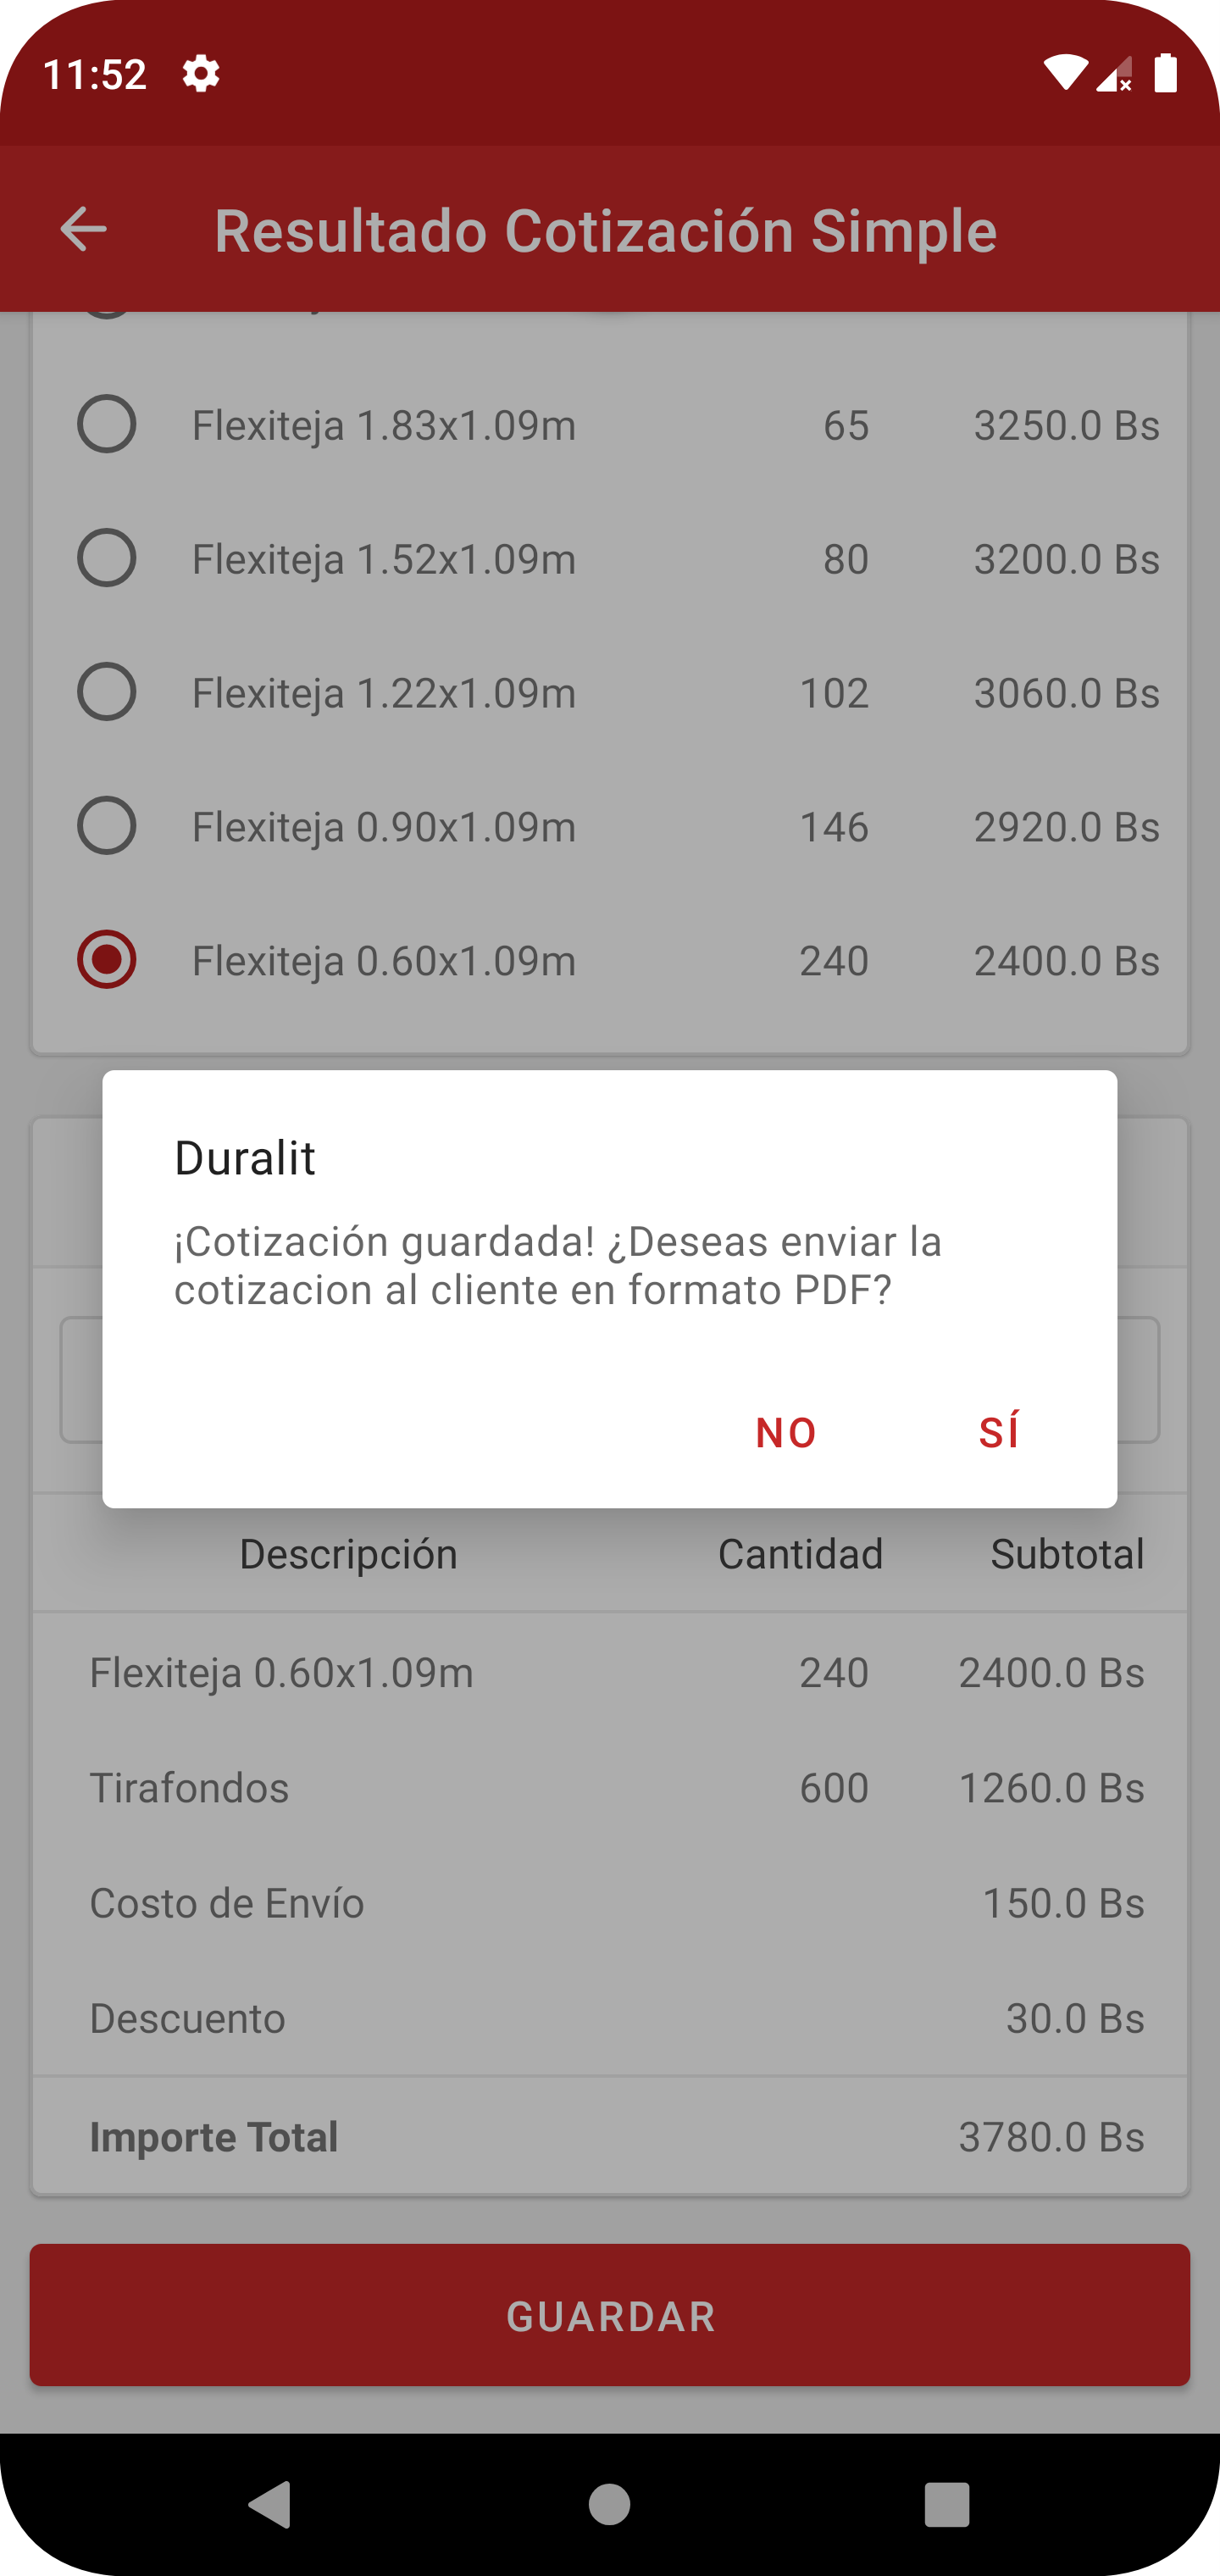 11:52
Resultado Cotización Simple
Flexiteja 1.83x1.09m 65 3250.0 Bs
Flexiteja 1.52x1.09m 80 3200.0 Bs
Flexiteja 1.22x1.09m 102 3060.0 Bs
Flexiteja 0.90x1.09m 146 2920.0 Bs
Flexiteja 0.60x1.09m 240 2400.0 Bs
Duralit
¡Cotización guardada! ¿Deseas enviar la
cotizacion al cliente en formato PDF?
NO SÍ
Descripción Cantidad Subtotal
Flexiteja 0.60x1.09m 240 2400.0 Bs
Tirafondos 600 1260.0 Bs
Costo de Envío 150.0 Bs
Descuento 30.0 Bs
Importe Total 3780.0 Bs
GUARDAR